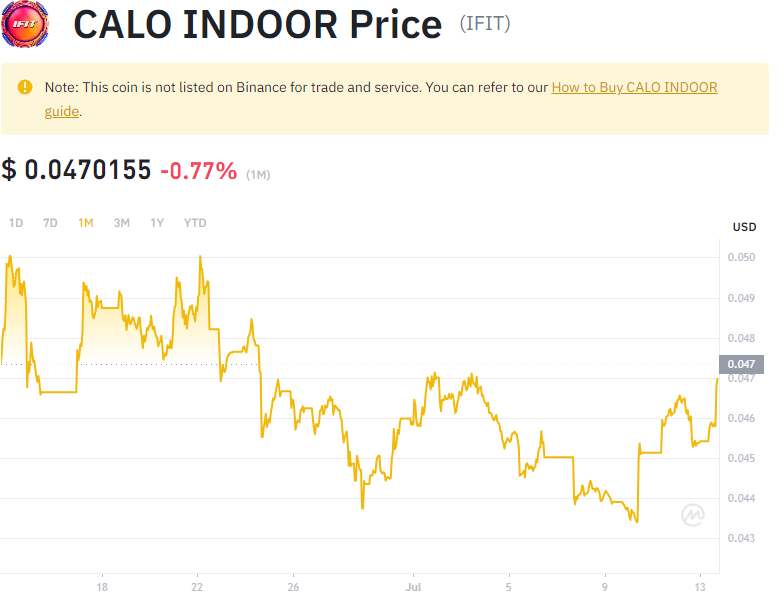 IFIT
CALO INDOOR Price (IFIT)
Note: This coin is not listed on Binance for trade and service. You can refer to our How to Buy CALO INDOOR
guide.
$ 0.0470155 -0.77% (1M)
1D 7D 1M 3M 1Y YTD
USD
0.050
0.049
0.048
0.047
0.047
0.046
0.045
0.044
0.043
18 22 26 Jul 5 9 13